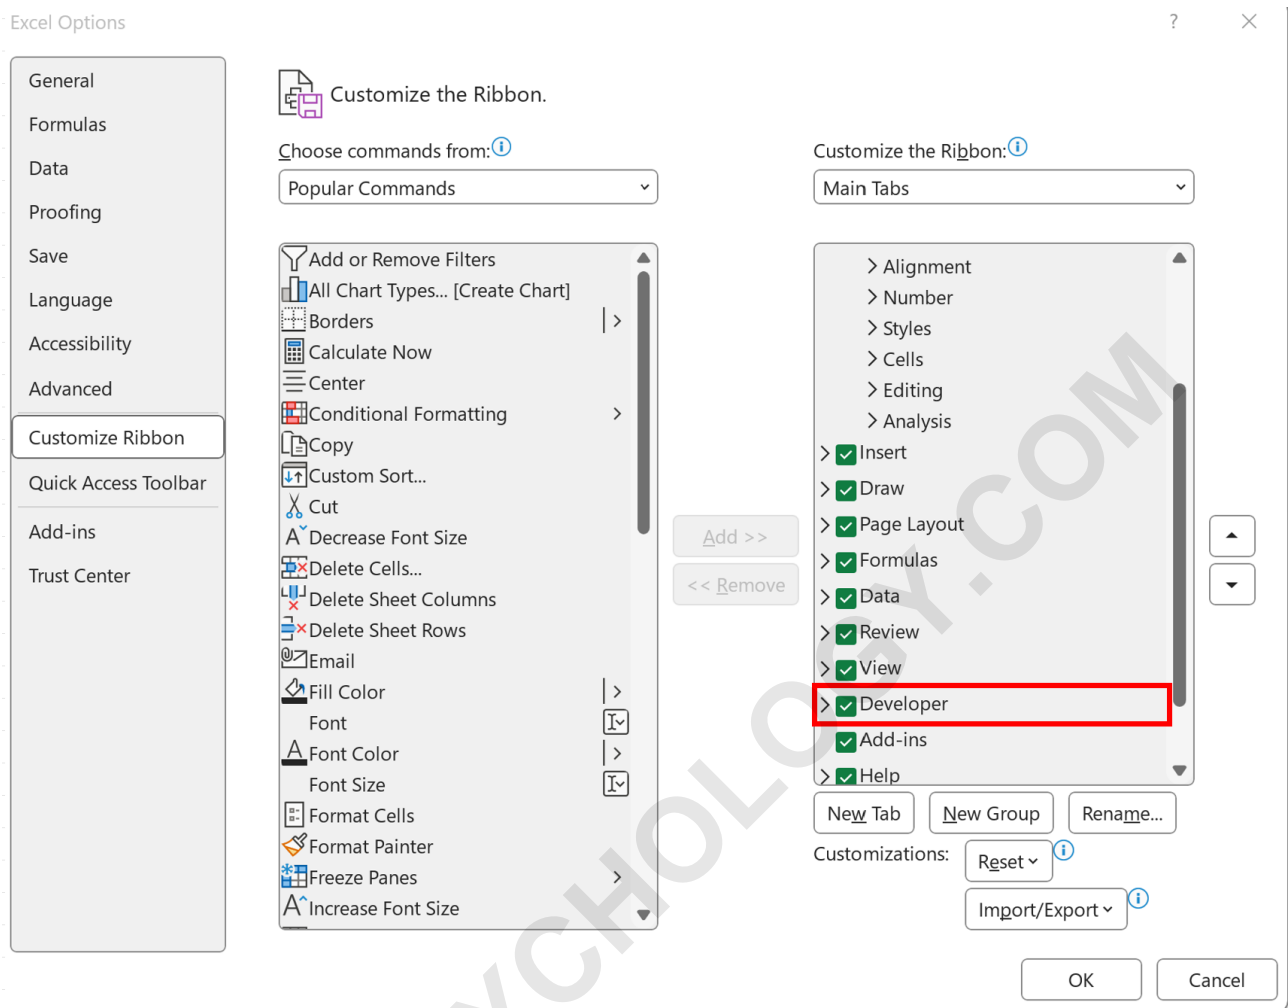 Excel Options
?
General
Formulas
Data
Proofing
Save
Language
Accessibility
Advanced
Customize Ribbon
Quick Access Toolbar
Add-ins
Trust Center
Customize the Ribbon.
Choose commands from:
Popular Commands
Add or Remove Filters
All Chart Types... [Create Chart]
Borders
Calculate Now
Center
Conditional Formatting
Copy
Custom Sort...
Cut
Decrease Font Size
Delete Cells...
Delete Sheet Columns
Delete Sheet Rows
Email
Fill Color
Font
Font Color
Font Size
Format Cells
Format Painter
Freeze Panes
Increase Font Size
Add >>
<< Remove
Customize the Ribbon:
Main Tabs
Alignment
Number
Styles
Cells
Editing
Analysis
Insert
Draw
Page Layout
Formulas
Data
Review
View
Developer
Add-ins
Help
New Tab
New Group
Rename...
Customizations:
Reset
Import/Export
OK
Cancel
YCHOLOGY.COM